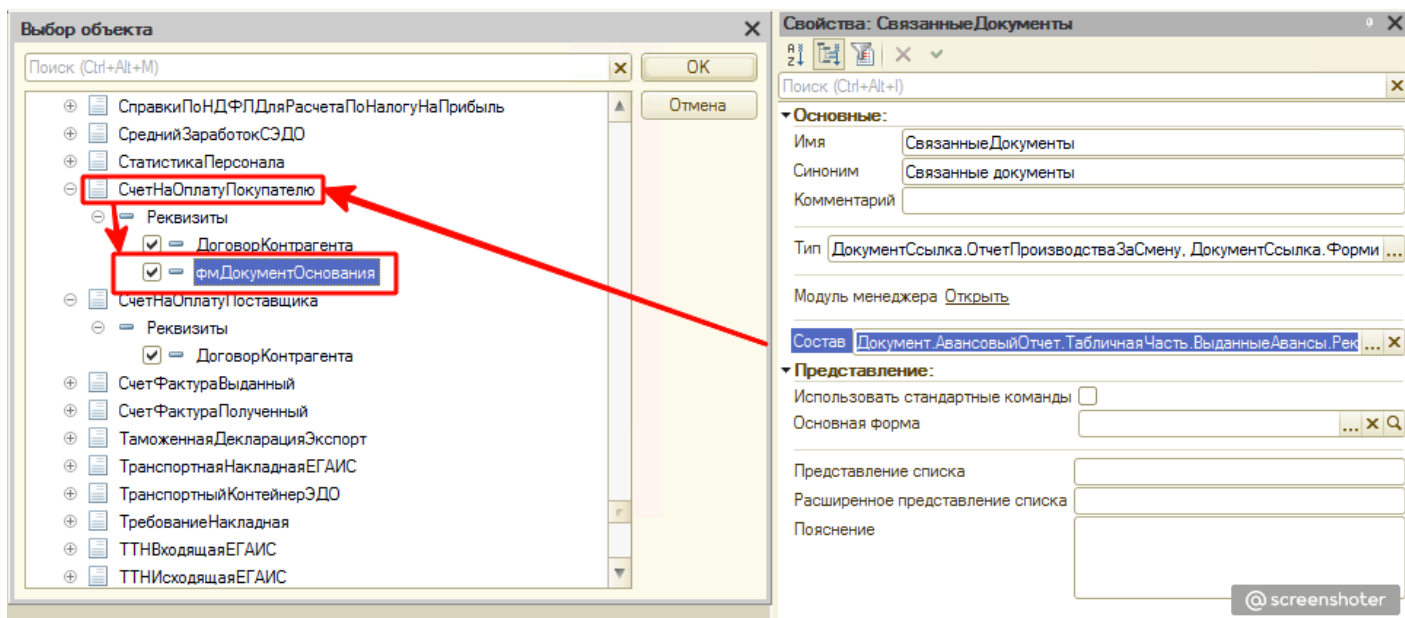 Выбор объекта
Поиск (Ctrl+Alt+M)
OK
Отмена
СправкиПоНДФЛДляРасчетаПоНалогуНаПрибыль
СреднийЗаработокСЭДО
СтатистикаПерсонала
СчетНаОплатуПокупателю
Реквизиты
ДоговорКонтрагента
фмДокументОснования
СчетНаОплатуПоставщика
Реквизиты
ДоговорКонтрагента
СчетФактураВыданный
СчетФактураПолученный
ТаможеннаяДекларацияЭкспорт
ТранспортнаяНакладнаяЕГАИС
ТранспортныйКонтейнерЭДО
ТребованиеНакладная
ТТНВходящаяЕГАИС
ТТНИсходящаяЕГАИС
Свойства: СвязанныеДокументы
Поиск (Ctrl+Alt+I)
Основные:
Имя СвязанныеДокументы
Синоним Связанные документы
Комментарий
Тип ДокументСсылка.ОтчетПроизводстваЗаСмену, ДокументСсылка.Форми ...
Модуль менеджера Открыть
Состав Документ.АвансовыйОтчет.ТабличнаяЧасть.ВыданныеАвансы.Рек ...
Представление:
Использовать стандартные команды
Основная форма ...
Представление списка
Расширенное представление списка
Пояснение
@screenshoter